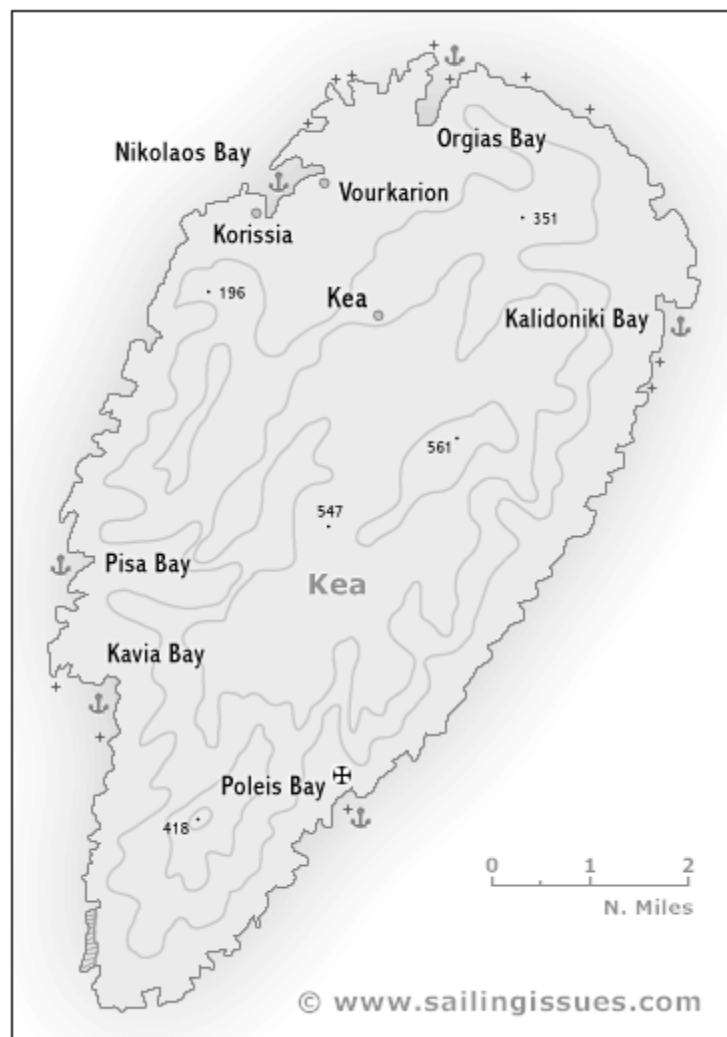 Orgias Bay
Nikolaos Bay
Vourkarion
351
Korissia
196
Kea
Kalidoniki Bay
561
547
Pisa Bay
Kea
Kavia Bay
Poleis Bay
418
0 1 2
N. Miles
© www.sailingissues.com